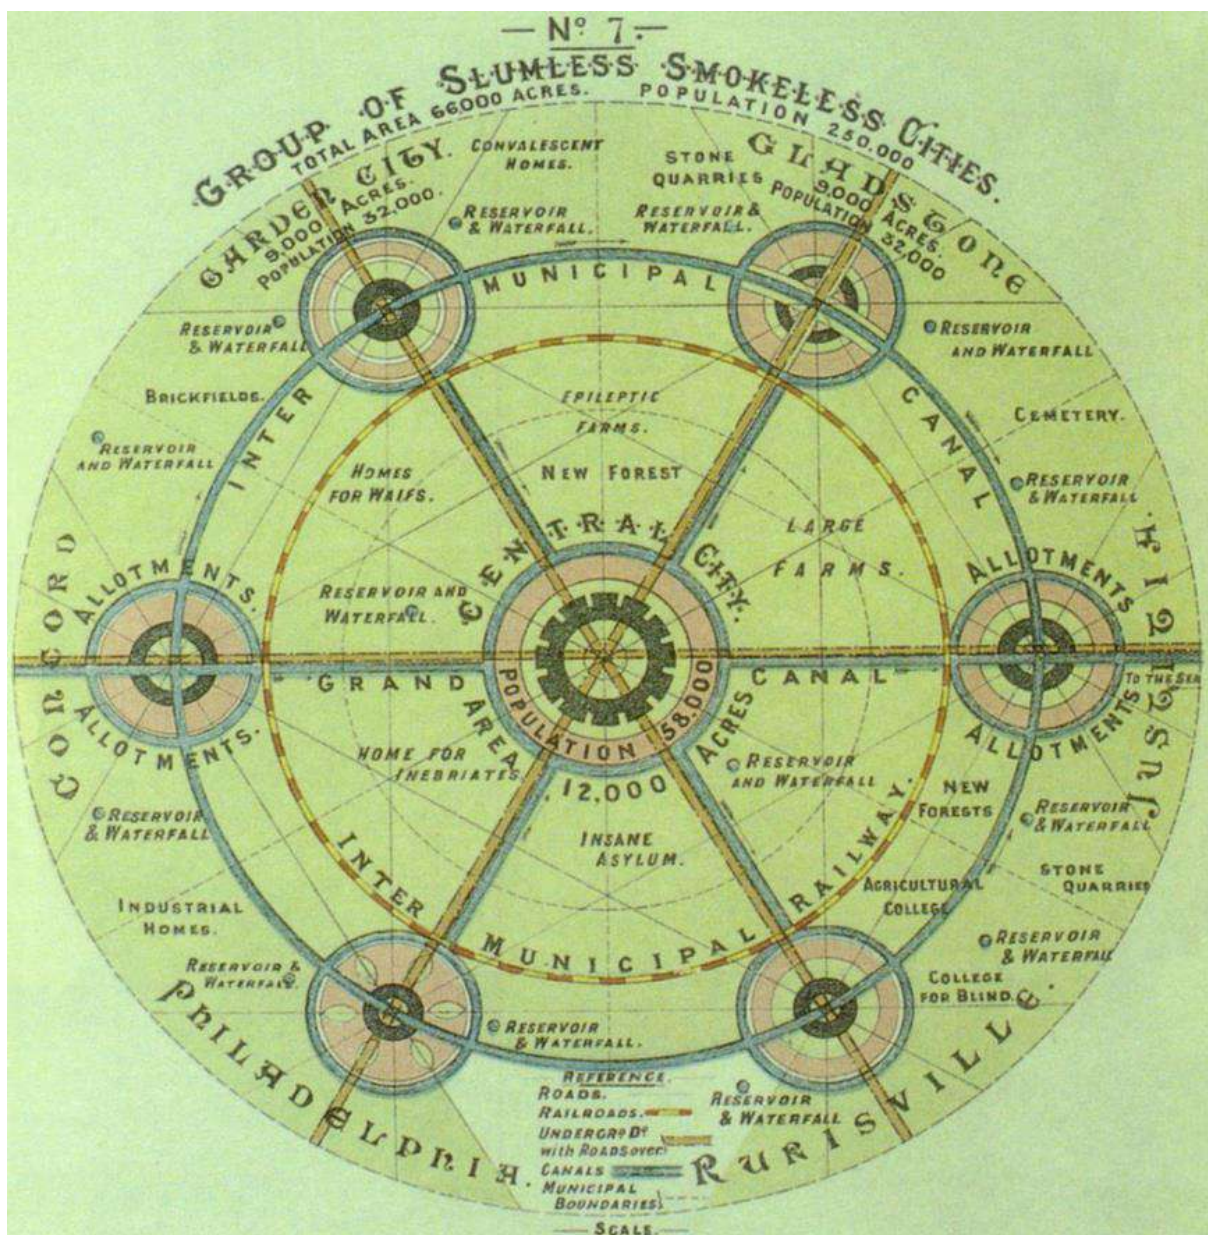 — Nº 7. —
GROUP OF SLUMLESS SMOKELESS CITIES.
TOTAL AREA 66000 ACRES. POPULATION 250.000
GARDEN CITY.
9,000 ACRES.
POPULATION 32,000.
CONVALESCENT
HOMES.
STONE
QUARRIES
GLADSTONE
9,000 ACRES.
POPULATION 32,000
RESERVOIR
& WATERFALL.
RESERVOIR &
WATERFALL.
INTER MUNICIPAL CANAL
RESERVOIR
& WATERFALL
RESERVOIR
AND WATERFALL
BRICKFIELDS.
EPILEPTIC
FARMS.
CEMETERY.
RESERVOIR
AND WATERFALL
HOMES
FOR WAIFS.
NEW FOREST
RESERVOIR
& WATERFALL
LARGE
FARMS.
CENTRAL CITY.
CONCORD
ALLOTMENTS.
ALLOTMENTS
RESERVOIR AND
WATERFALL.
GRAND CANAL
TO THE SEA
POPULATION 58.000
AREA 12,000 ACRES
ALLOTMENTS.
ALLOTMENTS
HOME FOR
INEBRIATES.
RESERVOIR
AND WATERFALL
NEW
FORESTS
RESERVOIR
& WATERFALL
RESERVOIR
& WATERFALL
INSANE
ASYLUM.
STONE
QUARRIES
INTER MUNICIPAL RAILWAY.
AGRICULTURAL
COLLEGE
INDUSTRIAL
HOMES.
RESERVOIR
& WATERFALL
RESERVOIR &
WATERFALL.
COLLEGE
FOR BLIND.
RESERVOIR
& WATERFALL.
PHILADELPHIA.
RURISVILLE.
REFERENCE.
ROADS.
RAILROADS.
UNDERGRD Dº
with ROADS over
CANALS
MUNICIPAL
BOUNDARIES
RESERVOIR
& WATERFALL
— SCALE. —